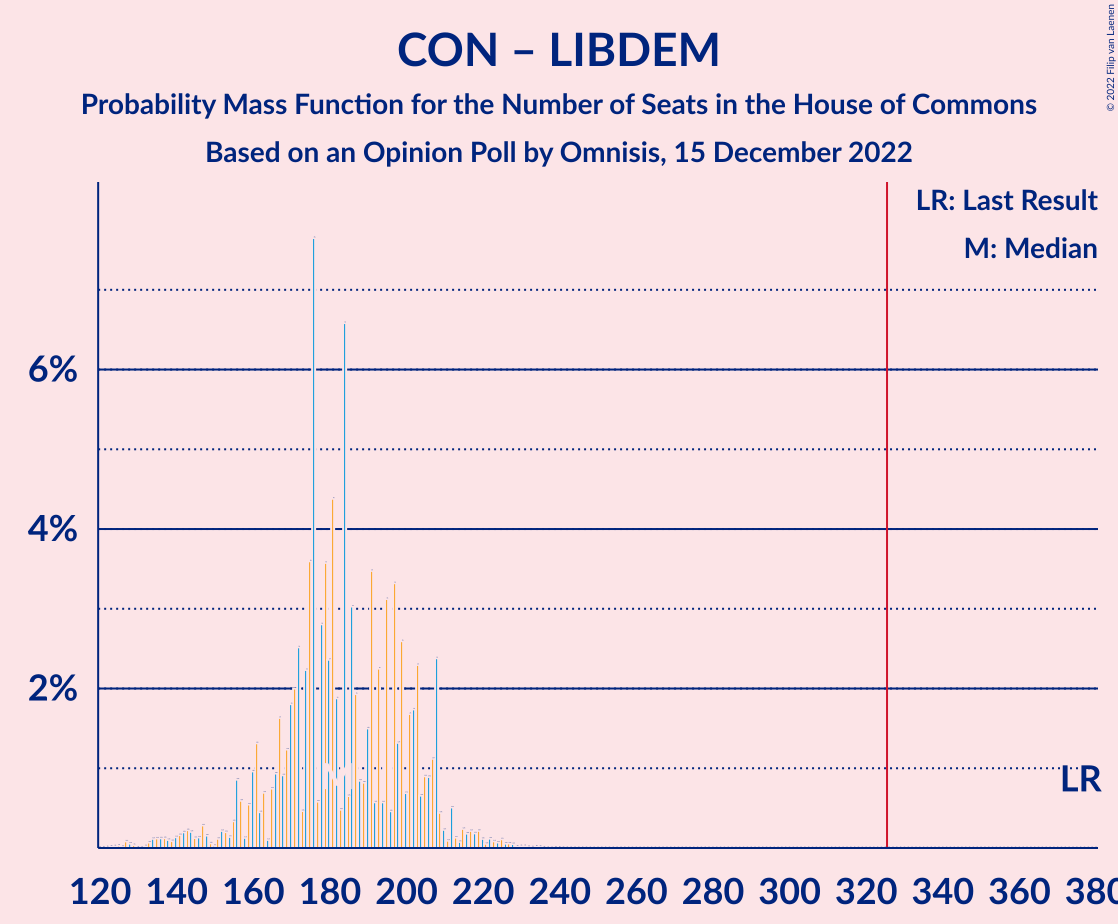 CON – LIBDEM
Probability Mass Function for the Number of Seats in the House of Commons
Based on an Opinion Poll by Omnisis, 15 December 2022
© 2022 Filip van Laenen
LR: Last Result
M: Median
6%
4%
2%
LR
120 140 160 180 200 220 240 260 280 300 320 340 360 380